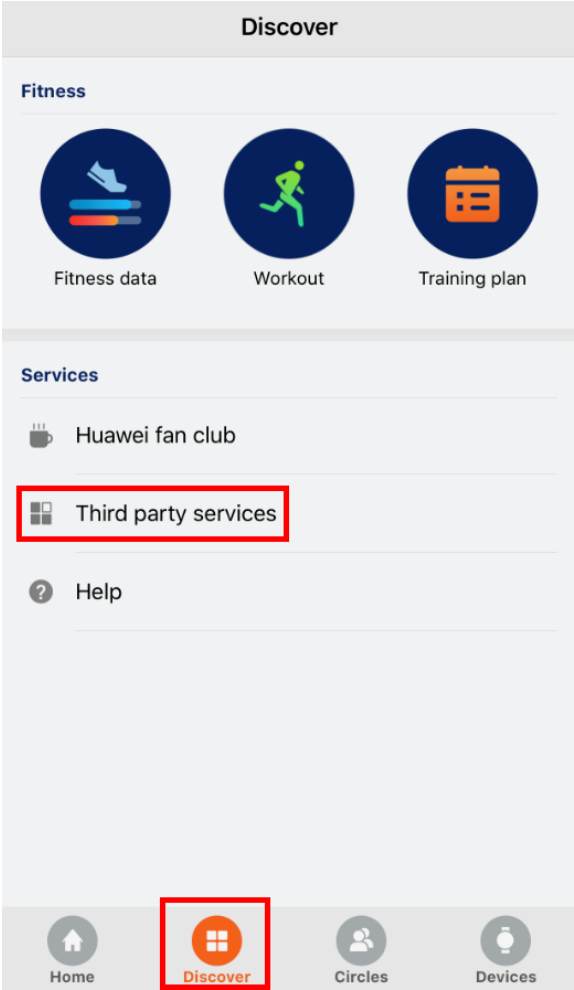 Discover
Fitness
Fitness data
Workout
Training plan
Services
Huawei fan club
Third party services
Help
Home
Discover
Circles
Devices